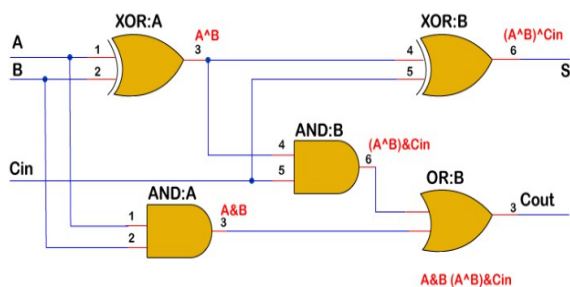 XOR:A
XOR:B
A
1
A^B
3
4
(A^B)^Cin
6
B
2
5
S
AND:B
4
(A^B)&Cin
6
Cin
5
AND:A
OR:B
1
A&B
3
3
Cout
2
A&B (A^B)&Cin